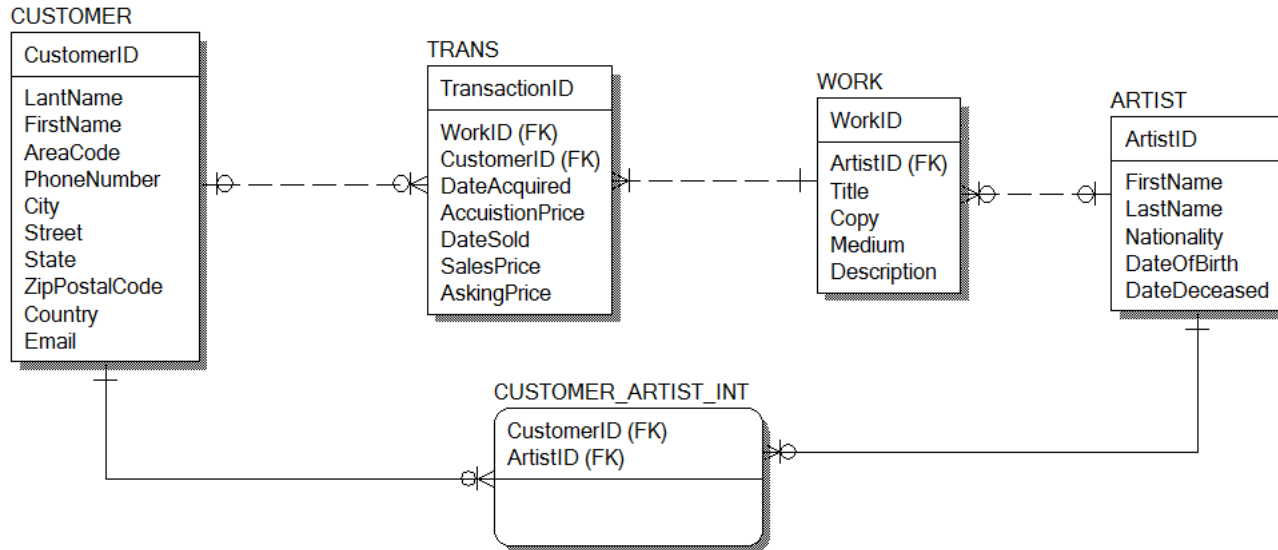 CUSTOMER
CustomerID
LantName
FirstName
AreaCode
PhoneNumber
City
Street
State
ZipPostalCode
Country
Email
TRANS
TransactionID
WorkID (FK)
CustomerID (FK)
DateAcquired
AccuistionPrice
DateSold
SalesPrice
AskingPrice
WORK
WorkID
ArtistID (FK)
Title
Copy
Medium
Description
ARTIST
ArtistID
FirstName
LastName
Nationality
DateOfBirth
DateDeceased
CUSTOMER_ARTIST_INT
CustomerID (FK)
ArtistID (FK)